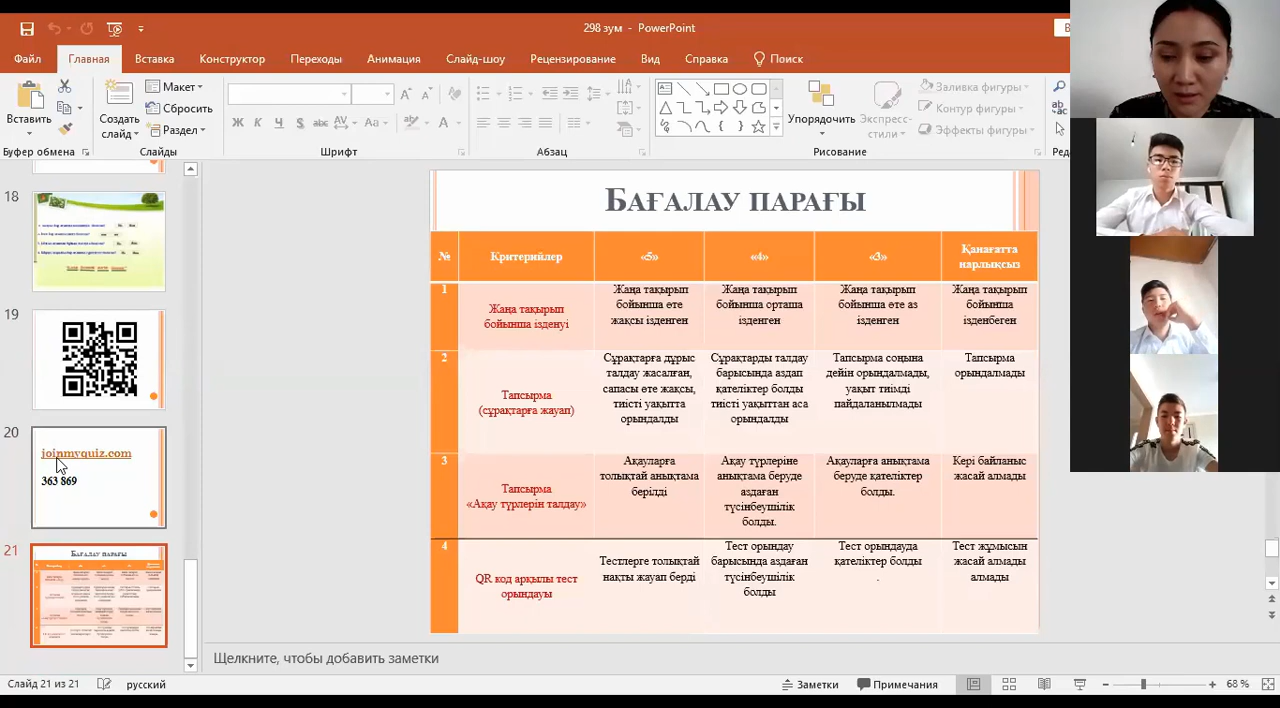 298 зум - PowerPoint
Файл
Главная
Вставка
Конструктор
Переходы
Анимация
Слайд-шоу
Рецензирование
Вид
Справка
Поиск
Вставить
Буфер обмена
Создать
слайд
Макет
Сбросить
Раздел
Слайды
Ж К Ч S abc AV Aa
Шрифт
Абзац
Упорядочить
Экспресс-
стили
Заливка фигуры
Контур фигуры
Эффекты фигуры
Рисование
Ред
18
19
20
joinmyquiz.com
363 869
21
Бағалау парағы
БАҒАЛАУ ПАРАҒЫ
№
Критерийлер
«5»
«4»
«3»
Қанағатта
нарлықсыз
1
Жаңа тақырып
бойынша ізденуі
Жаңа тақырып
бойынша өте
жақсы ізденген
Жаңа тақырып
бойынша орташа
ізденген
Жаңа тақырып
бойынша өте аз
ізденген
Жаңа тақырып
бойынша
ізденбеген
2
Тапсырма
(сұрақтарға жауап)
Сұрақтарға дұрыс
талдау жасалған,
сапасы өте жақсы,
тиісті уақытта
орындалды
Сұрақтарды талдау
барысында аздап
қателіктер болды
тиісті уақыттан аса
орындалды
Тапсырма соңына
дейін орындалмады,
уақыт тиімді
пайдаланылмады
Тапсырма
орындалмады
3
Тапсырма
«Ақау түрлерін талдау»
Ақауларға
толықтай анықтама
берілді
Ақау түрлеріне
анықтама беруде
аздаған
түсінбеушілік
болды.
Ақауларға анықтама
беруде қателіктер
болды.
Кері байланыс
жасай алмады
4
QR код арқылы тест
орындауы
Тестлерге толықтай
нақты жауап берді
Тест орындау
барысында аздаған
түсінбеушілік
болды
Тест орындауда
қателіктер болды
.
Тест жұмысын
жасай алмады
алмады
Щелкните, чтобы добавить заметки
Слайд 21 из 21
русский
Заметки
Примечания
68 %